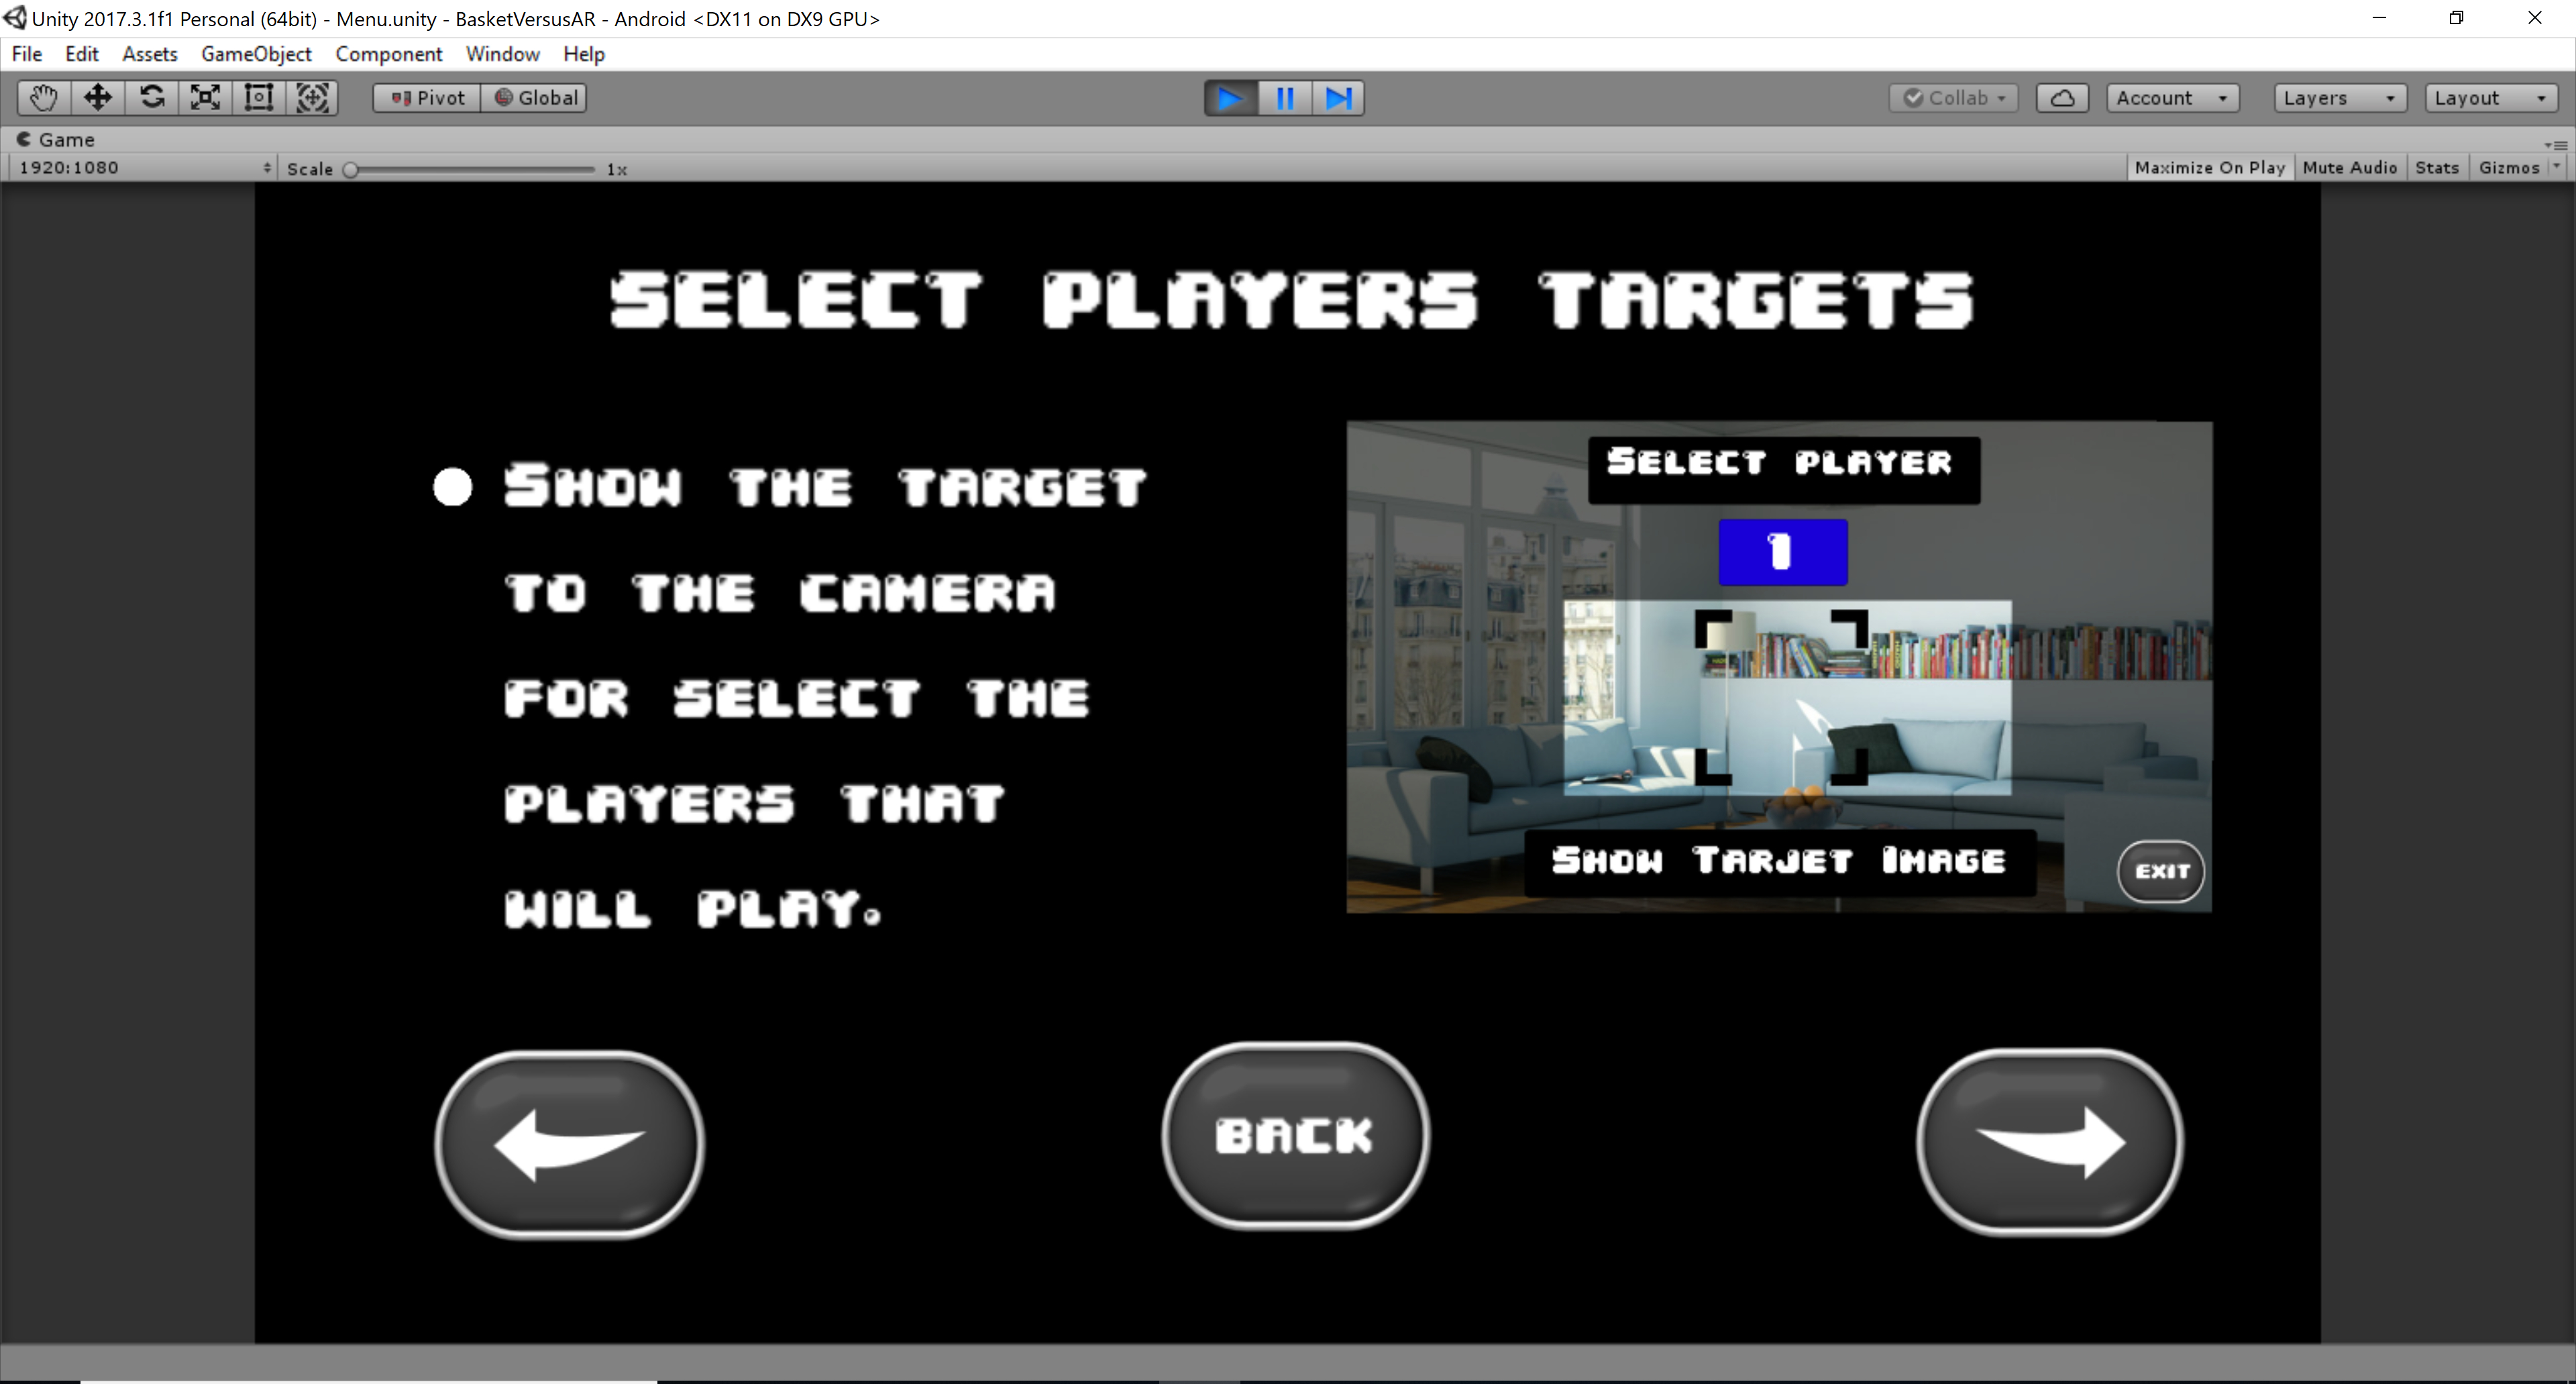 Unity 2017.3.1f1 Personal (64bit) - Menu.unity - BasketVersusAR - Android <DX11 on DX9 GPU>
File Edit Assets GameObject Component Window Help
Pivot Global Collab Account Layers Layout
Game
1920:1080 Scale 1x Maximize On Play Mute Audio Stats Gizmos
SELECT PLAYERS TARGETS
SHOW THE TARGET
TO THE CAMERA
FOR SELECT THE
PLAYERS THAT
WILL PLAY.
SELECT PLAYER
1
SHOW TARJET IMAGE
EXIT
BACK